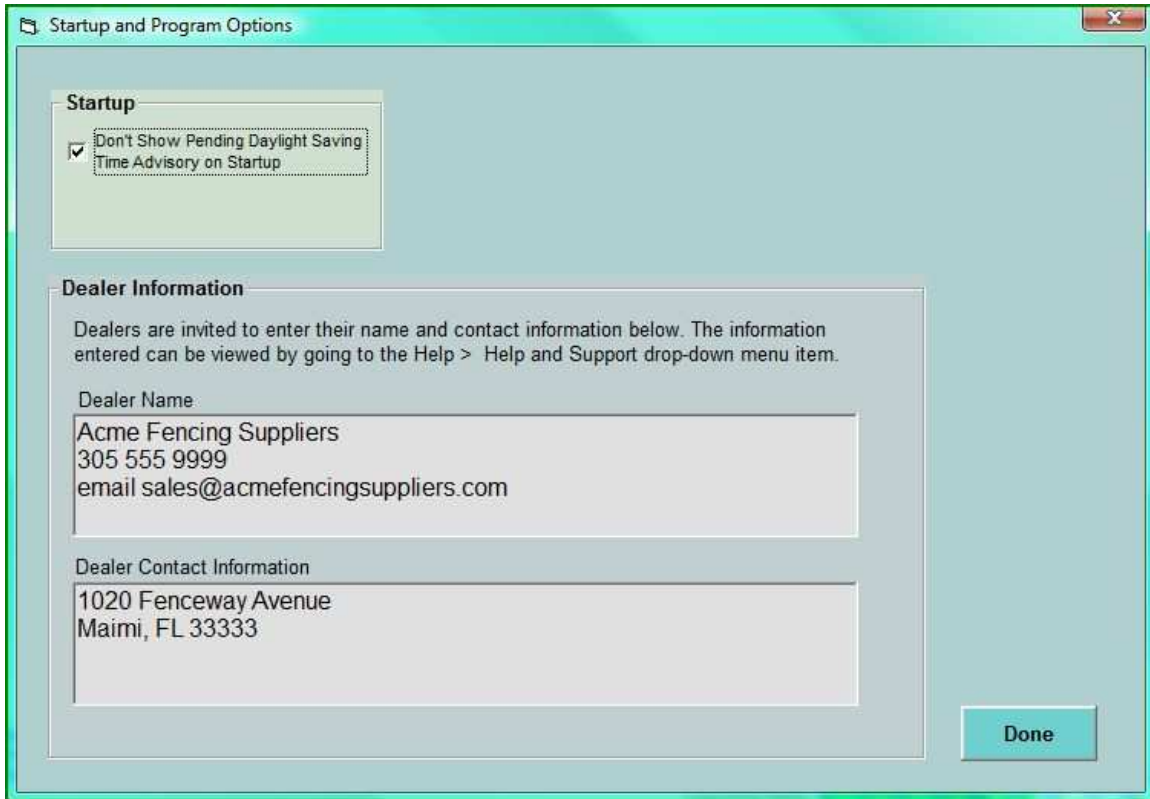 Startup and Program Options
Startup
Don't Show Pending Daylight Saving
Time Advisory on Startup
Dealer Information
Dealers are invited to enter their name and contact information below. The information
entered can be viewed by going to the Help >  Help and Support drop-down menu item.
Dealer Name
Acme Fencing Suppliers
305 555 9999
email sales@acmefencingsuppliers.com
Dealer Contact Information
1020 Fenceway Avenue
Maimi, FL 33333
Done